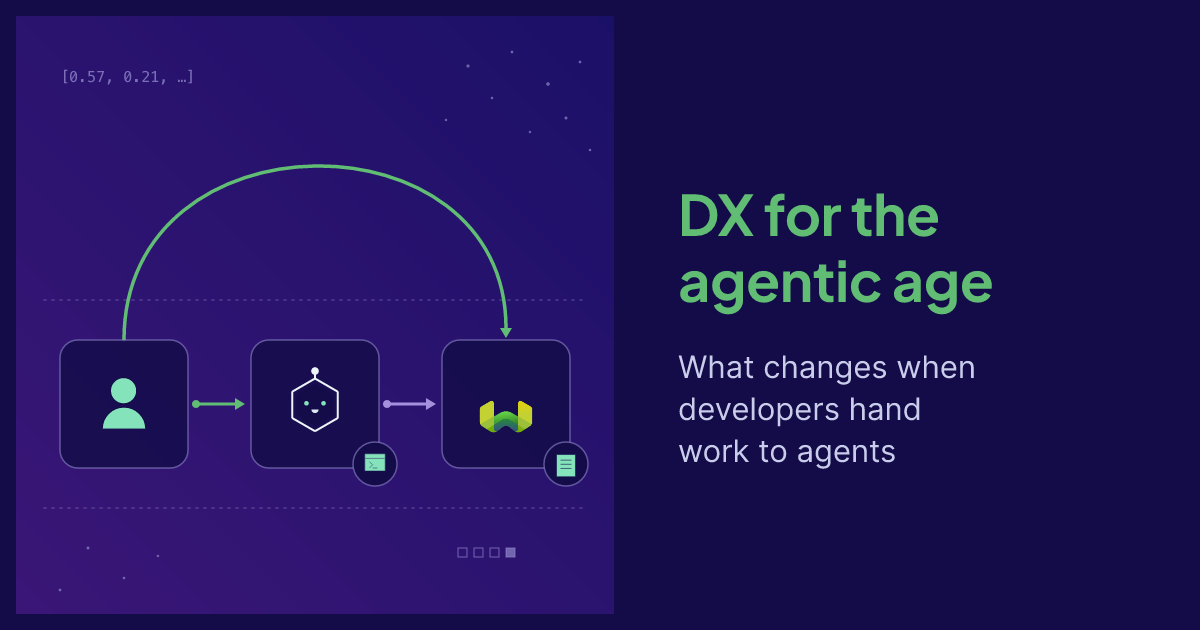 [0.57, 0.21, …]
DX for the
agentic age
What changes when
developers hand
work to agents